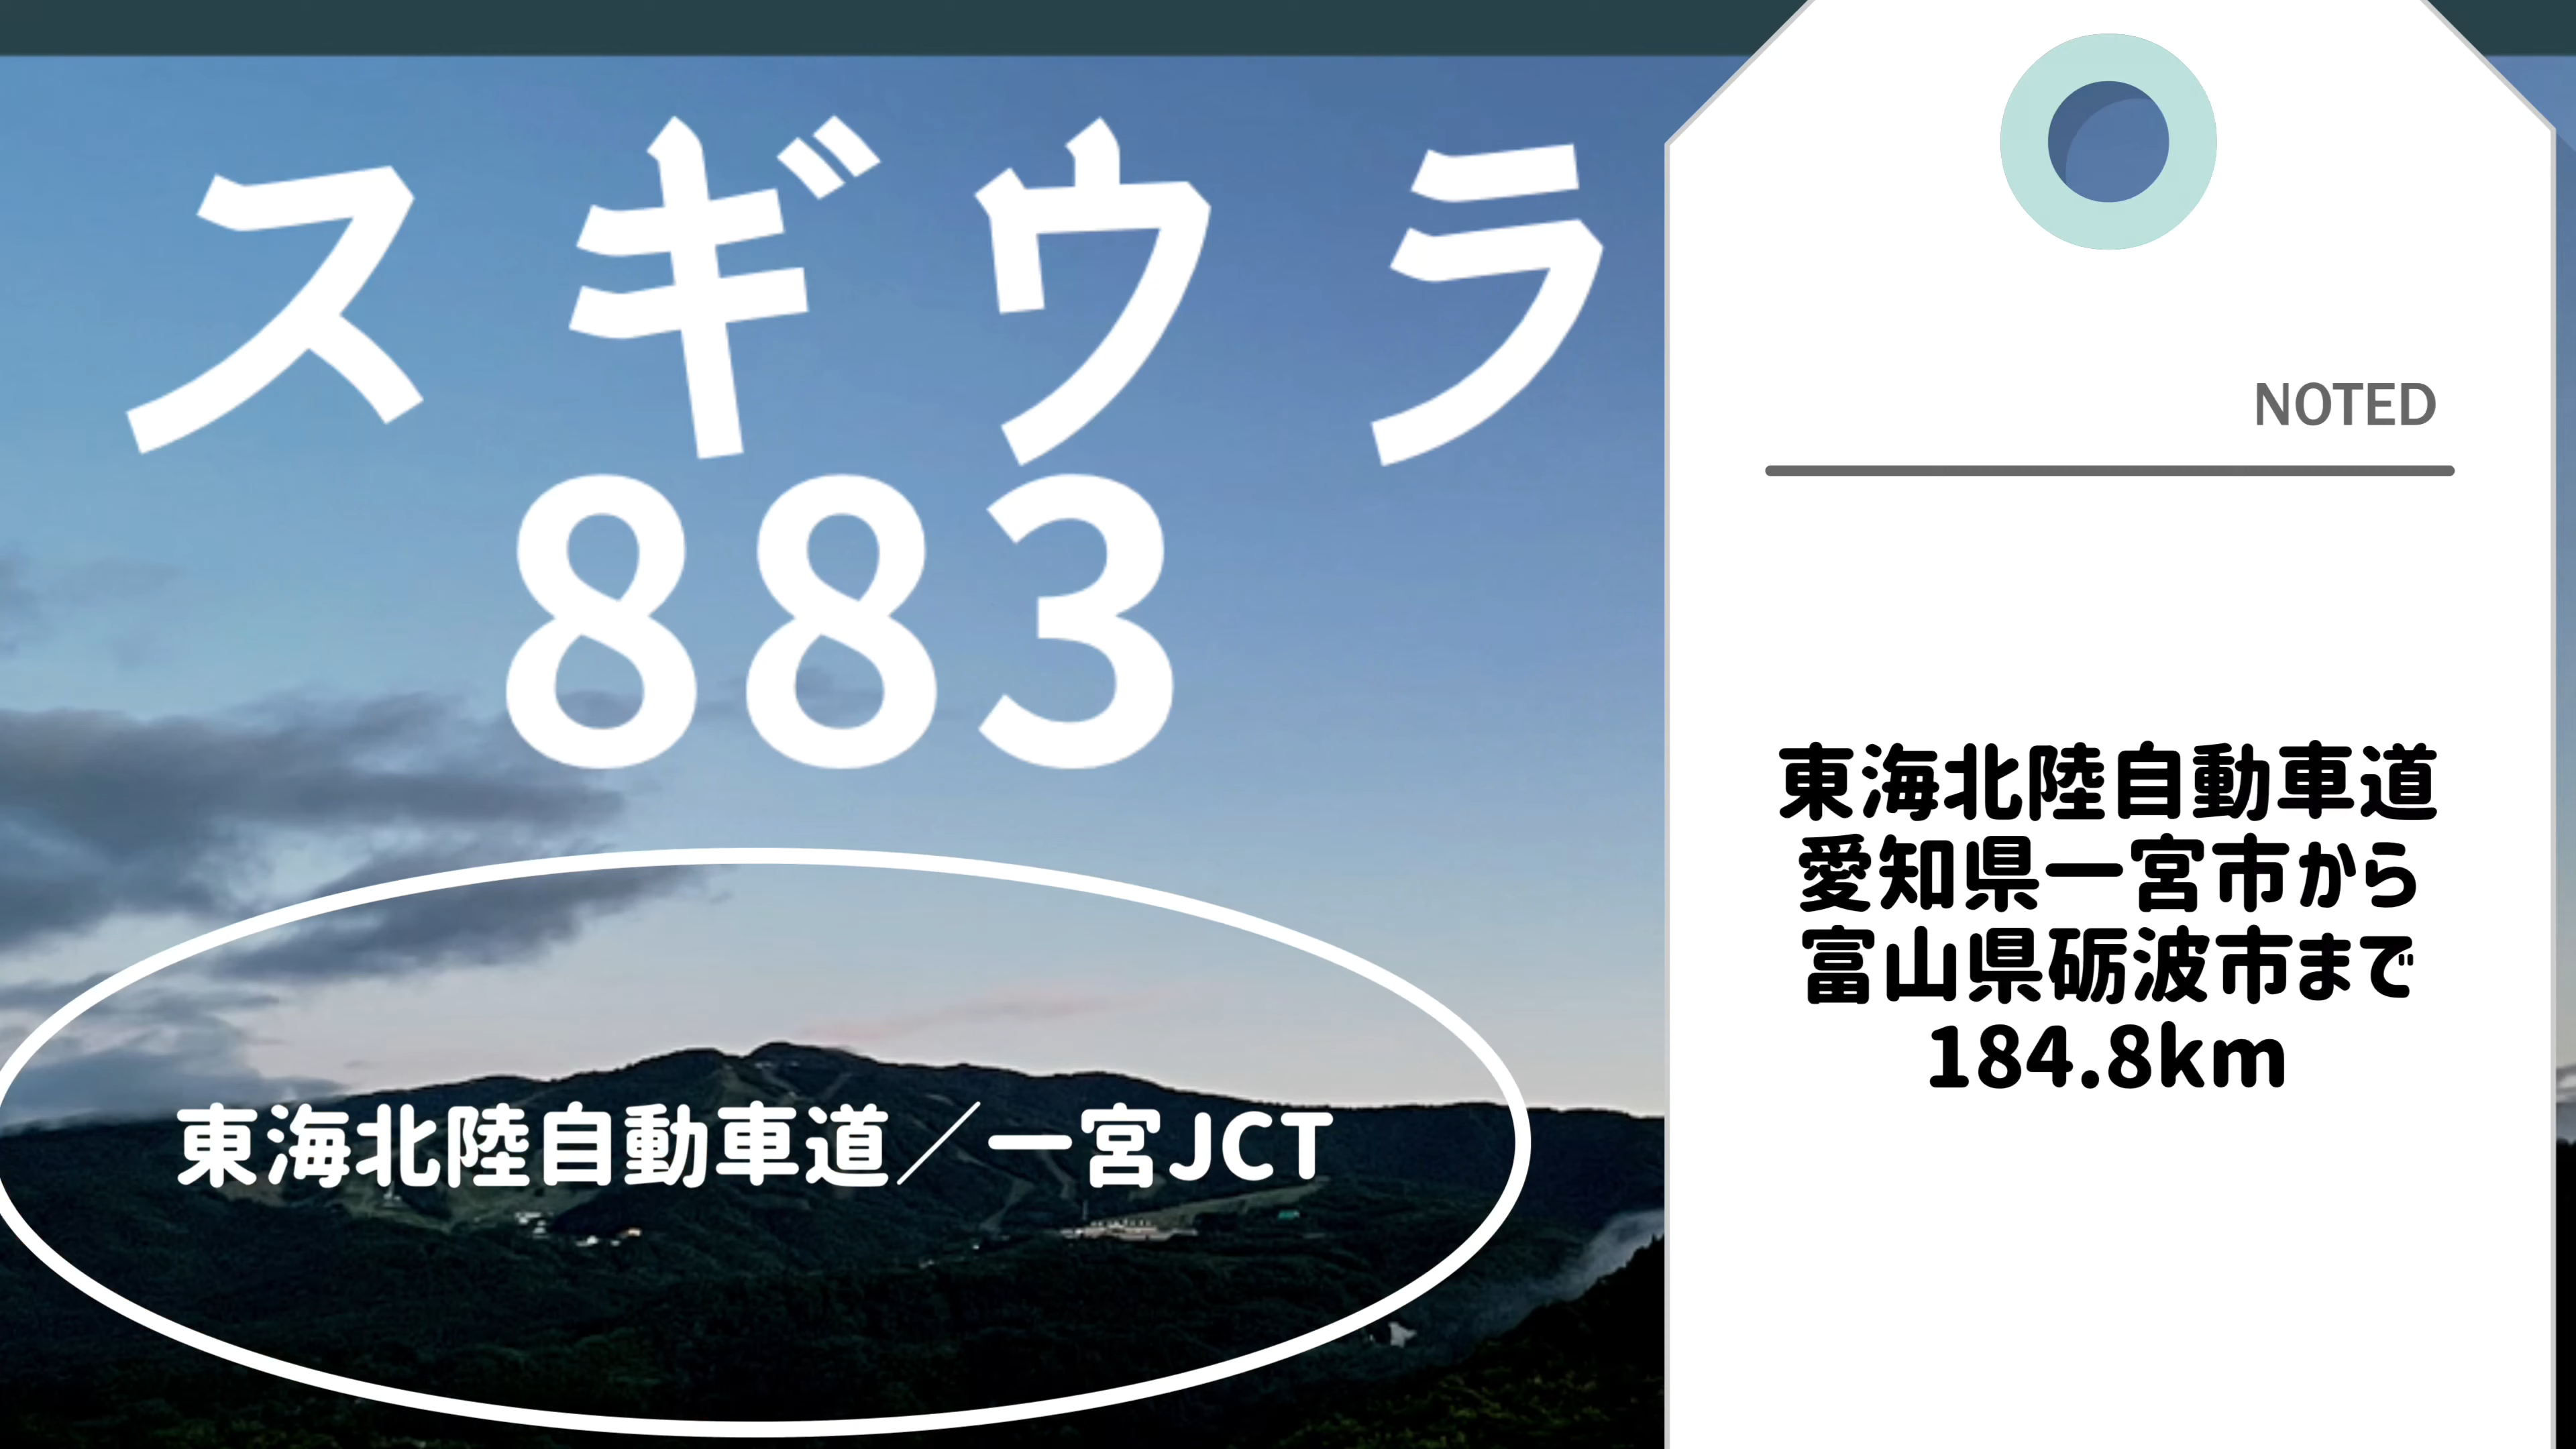 スギウラ
883
東海北陸自動車道／一宮JCT
NOTED
東海北陸自動車道
愛知県一宮市から
富山県砺波市まで
184.8km